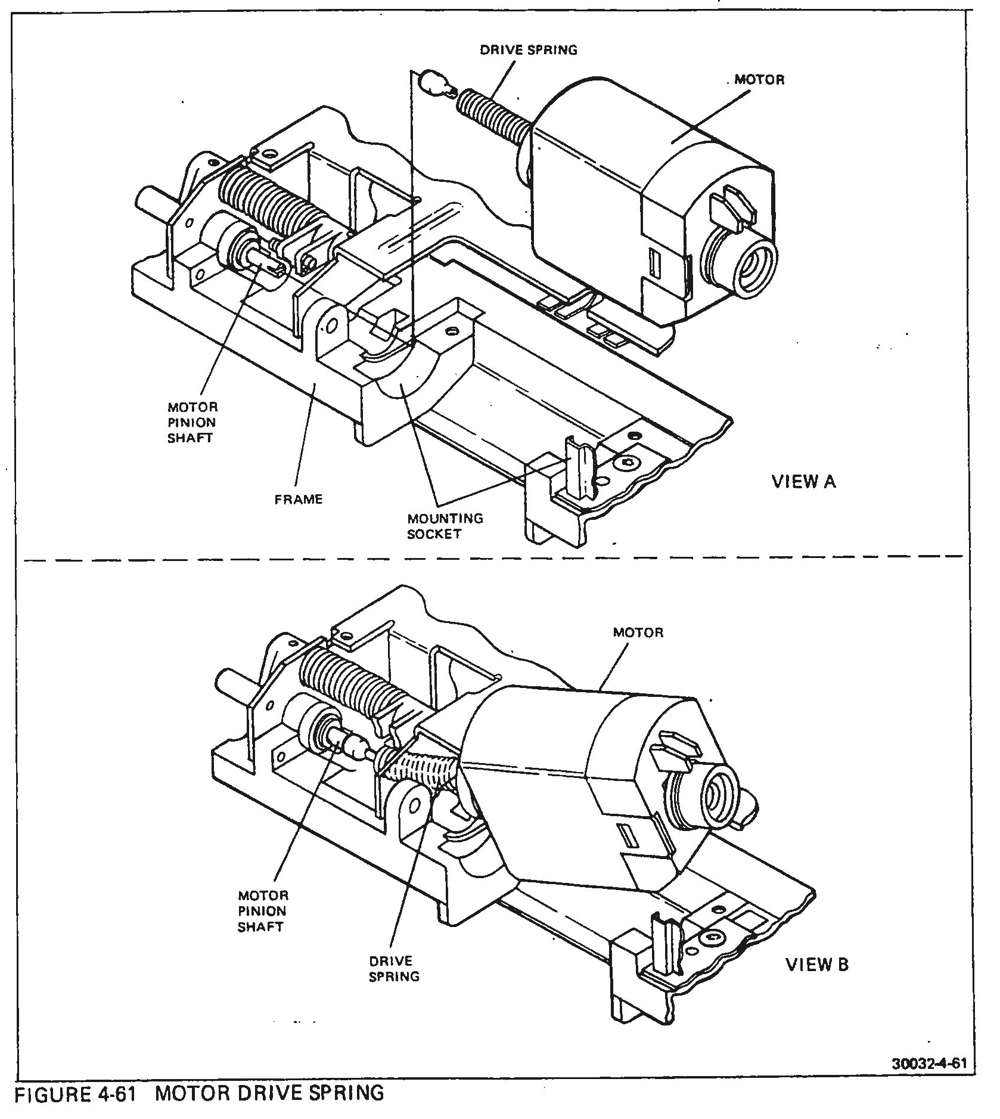 DRIVE SPRING
MOTOR
MOTOR
PINION
SHAFT
FRAME
MOUNTING
SOCKET
VIEW A
MOTOR
MOTOR
PINION
SHAFT
DRIVE
SPRING
VIEW B
30032-4-61
FIGURE 4-61 MOTOR DRIVE SPRING